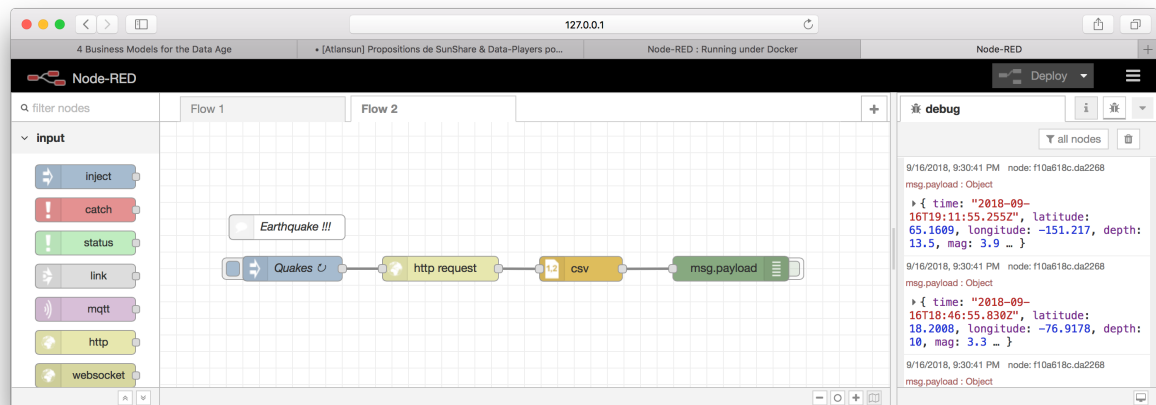 127.0.0.1
4 Business Models for the Data Age
• [Atlansun] Propositions de SunShare & Data-Players po...
Node-RED : Running under Docker
Node-RED
Node-RED
Deploy
filter nodes
Flow 1
Flow 2
debug
i
input
all nodes
inject
catch
status
link
mqtt
http
websocket
Earthquake !!!
Quakes ↻
http request
1,2
csv
msg.payload
9/16/2018, 9:30:41 PM node: f10a618c.da2268
msg.payload : Object
{ time: "2018-09-
16T19:11:55.255Z", latitude:
65.1609, longitude: -151.217, depth:
13.5, mag: 3.9 … }
9/16/2018, 9:30:41 PM node: f10a618c.da2268
msg.payload : Object
{ time: "2018-09-
16T18:46:55.830Z", latitude:
18.2008, longitude: -76.9178, depth:
10, mag: 3.3 … }
9/16/2018, 9:30:41 PM node: f10a618c.da2268
msg.payload : Object